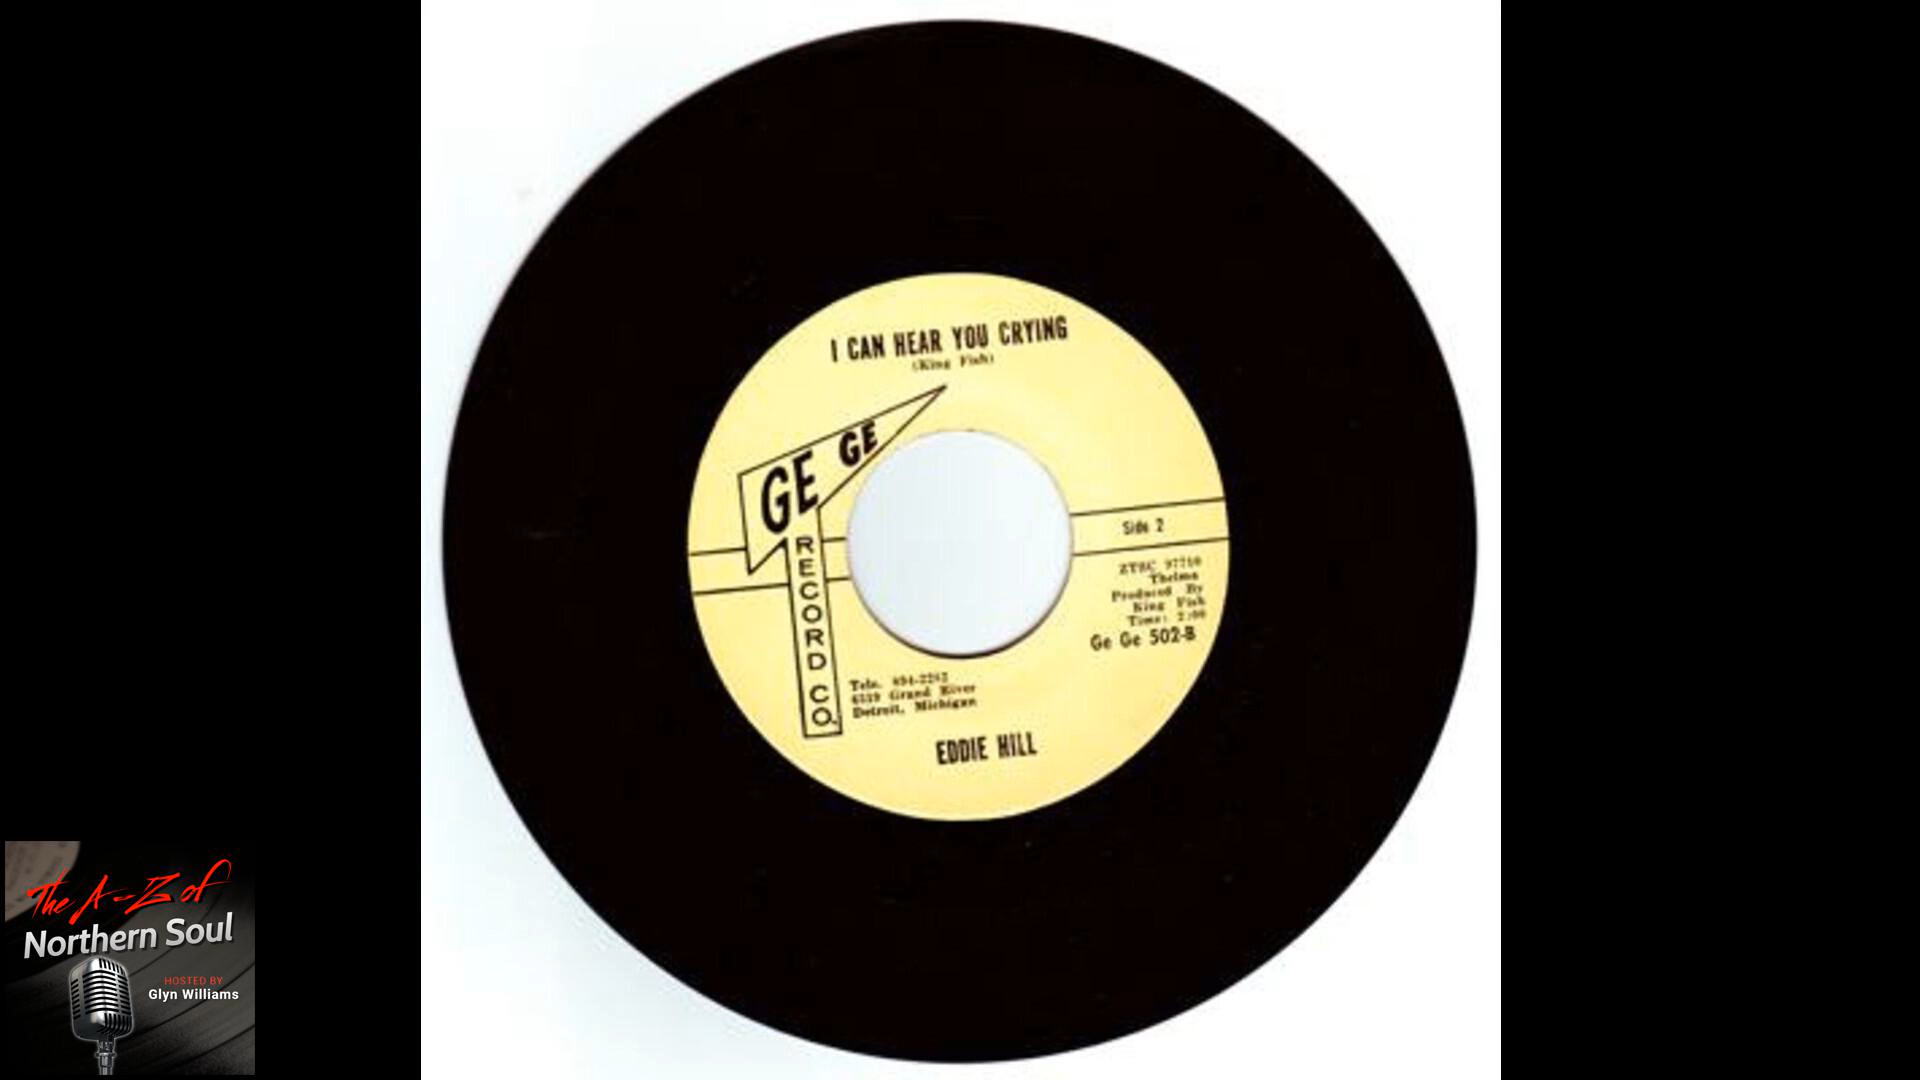 I CAN HEAR YOU CRYING
(King Fish)
GE GE
RECORD CO.
Side 2
Thelma
Produced By
King Fish
Ge Ge 502-B
Grand River
Detroit, Michigan
EDDIE HILL
The A-Z of
Northern Soul
HOSTED BY
Glyn Williams